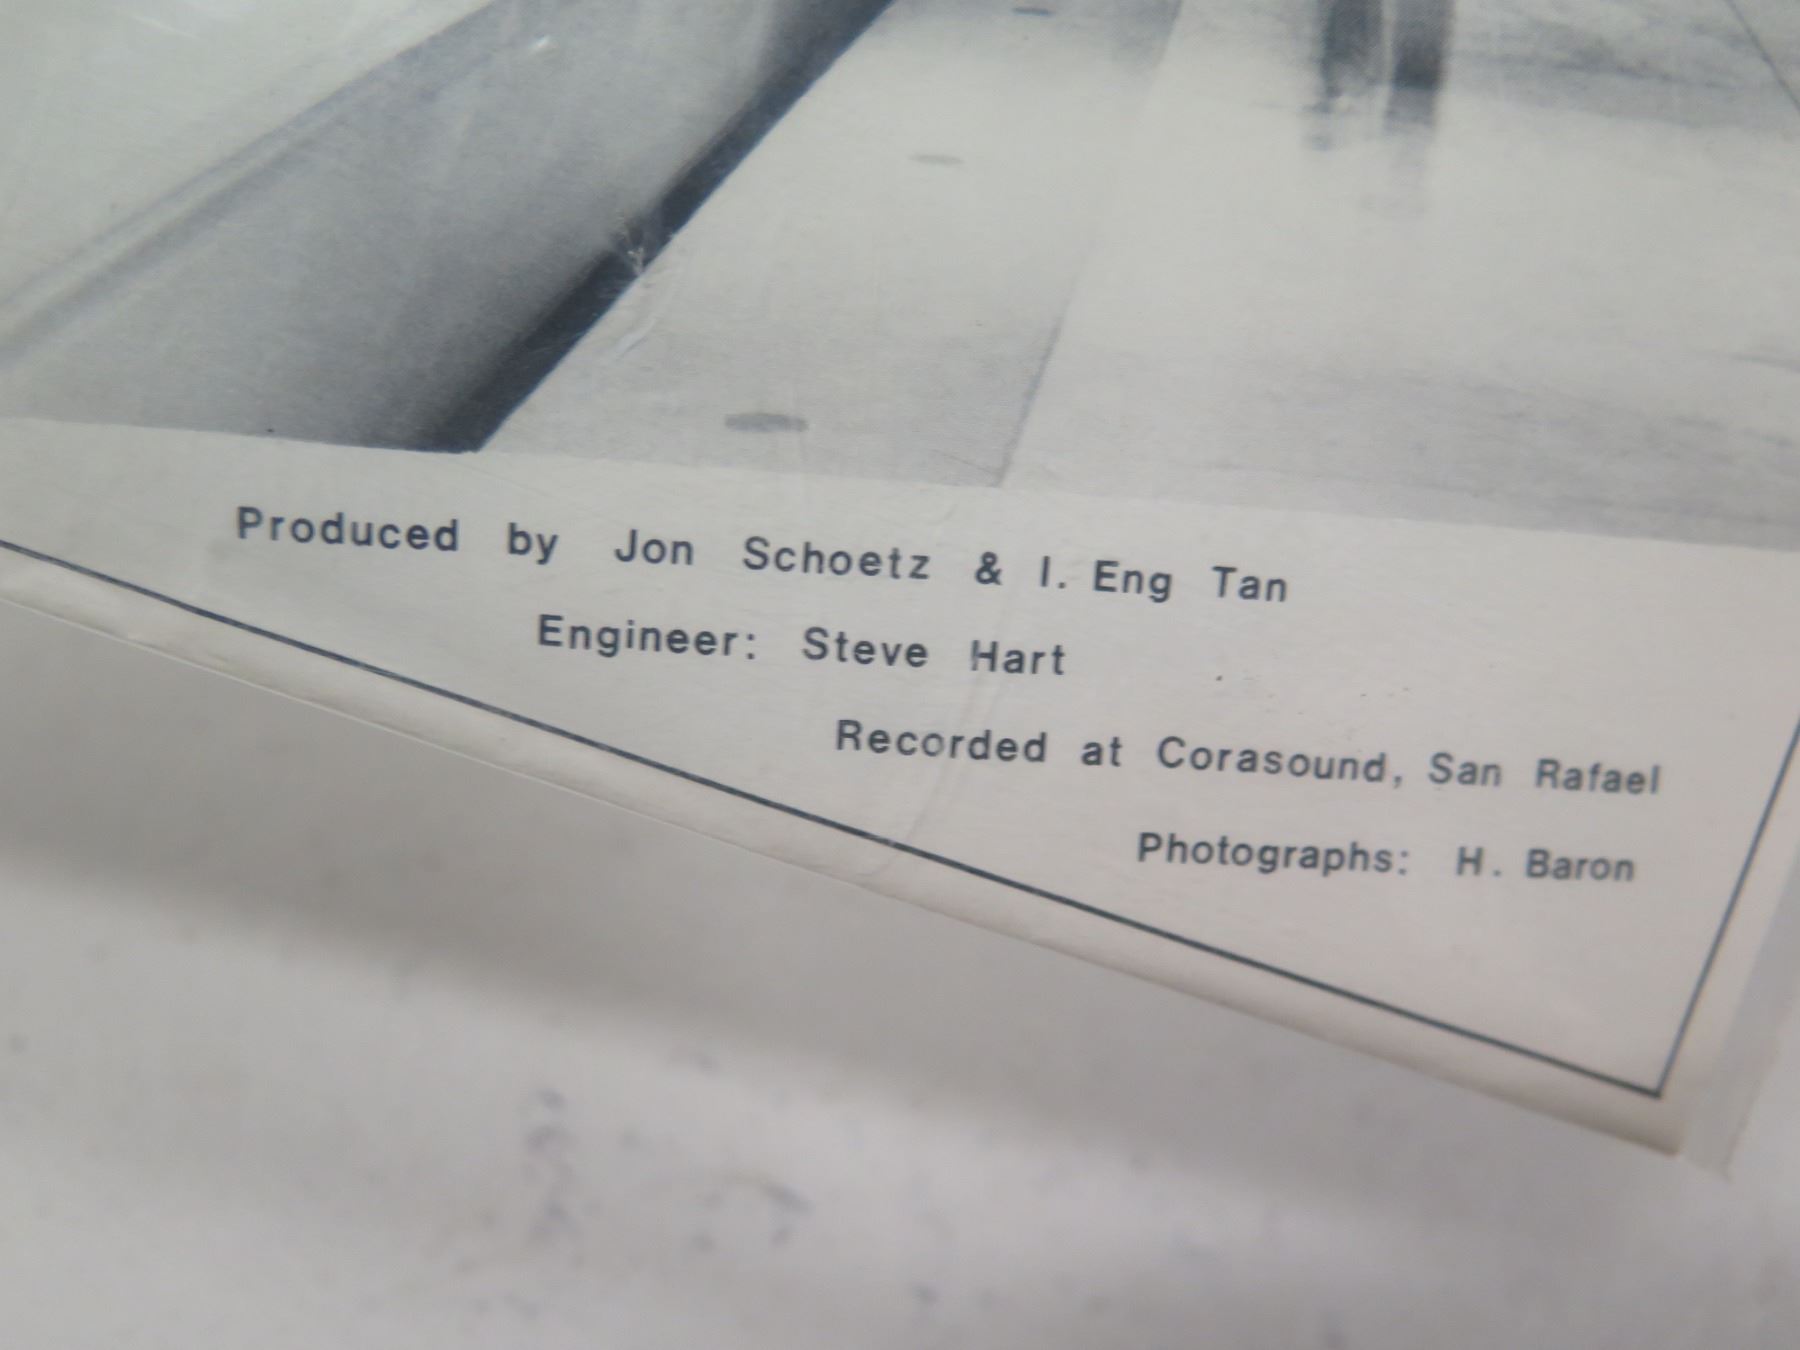 Produced by Jon Schoetz & I. Eng Tan
Engineer: Steve Hart
Recorded at Corasound, San Rafael
Photographs: H. Baron